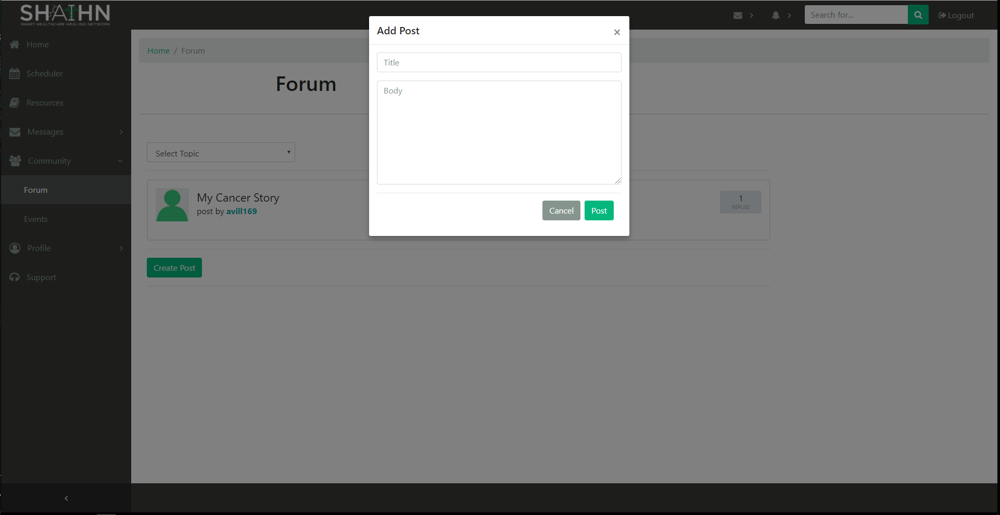 SHAIHN
SMART HEALTHCARE HEALING NETWORK
Search for...
Logout
Home
Scheduler
Resources
Messages
Community
Forum
Events
Profile
Support
Home / Forum
Forum
Select Topic
My Cancer Story
post by avill169
1
REPLIES
Create Post
Add Post
×
Title
Body
Cancel
Post